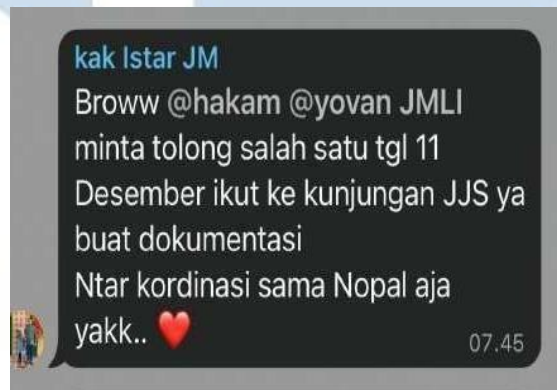 kak Istar JM
Broww @hakam @yovan JMLI
minta tolong salah satu tgl 11
Desember ikut ke kunjungan JJS ya
buat dokumentasi
Ntar kordinasi sama Nopal aja
yakk.. ❤️
07.45